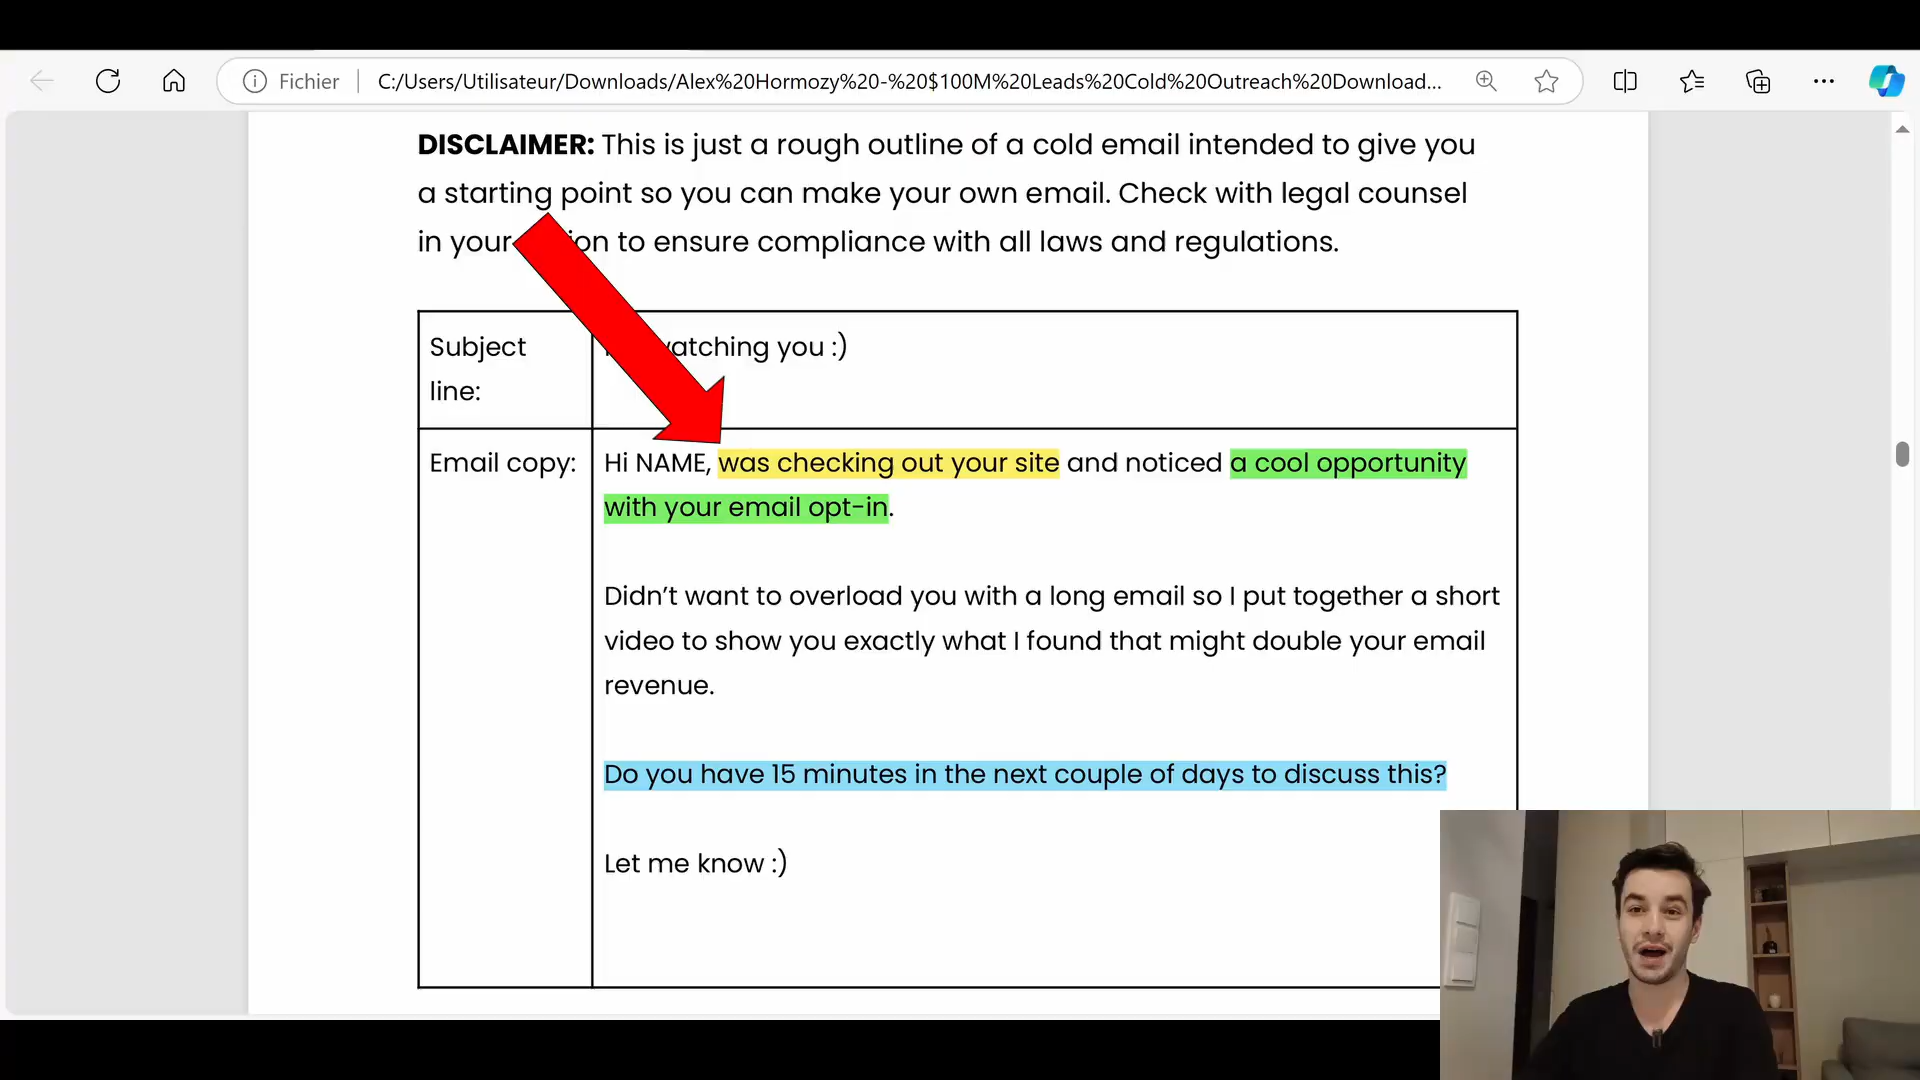 Fichier
C:/Users/Utilisateur/Downloads/Alex%20Hormozy%20-%20$100M%20Leads%20Cold%20Outreach%20Download...
DISCLAIMER: This is just a rough outline of a cold email intended to give you
a starting point so you can make your own email. Check with legal counsel
in your to ensure compliance with all laws and regulations.
Subject
line:
you :)
Email copy:
Hi NAME, was checking out your site and noticed a cool opportunity
with your email opt-in.
Didn’t want to overload you with a long email so I put together a short
video to show you exactly what I found that might double your email
revenue.
Do you have 15 minutes in the next couple of days to discuss this?
Let me know :)